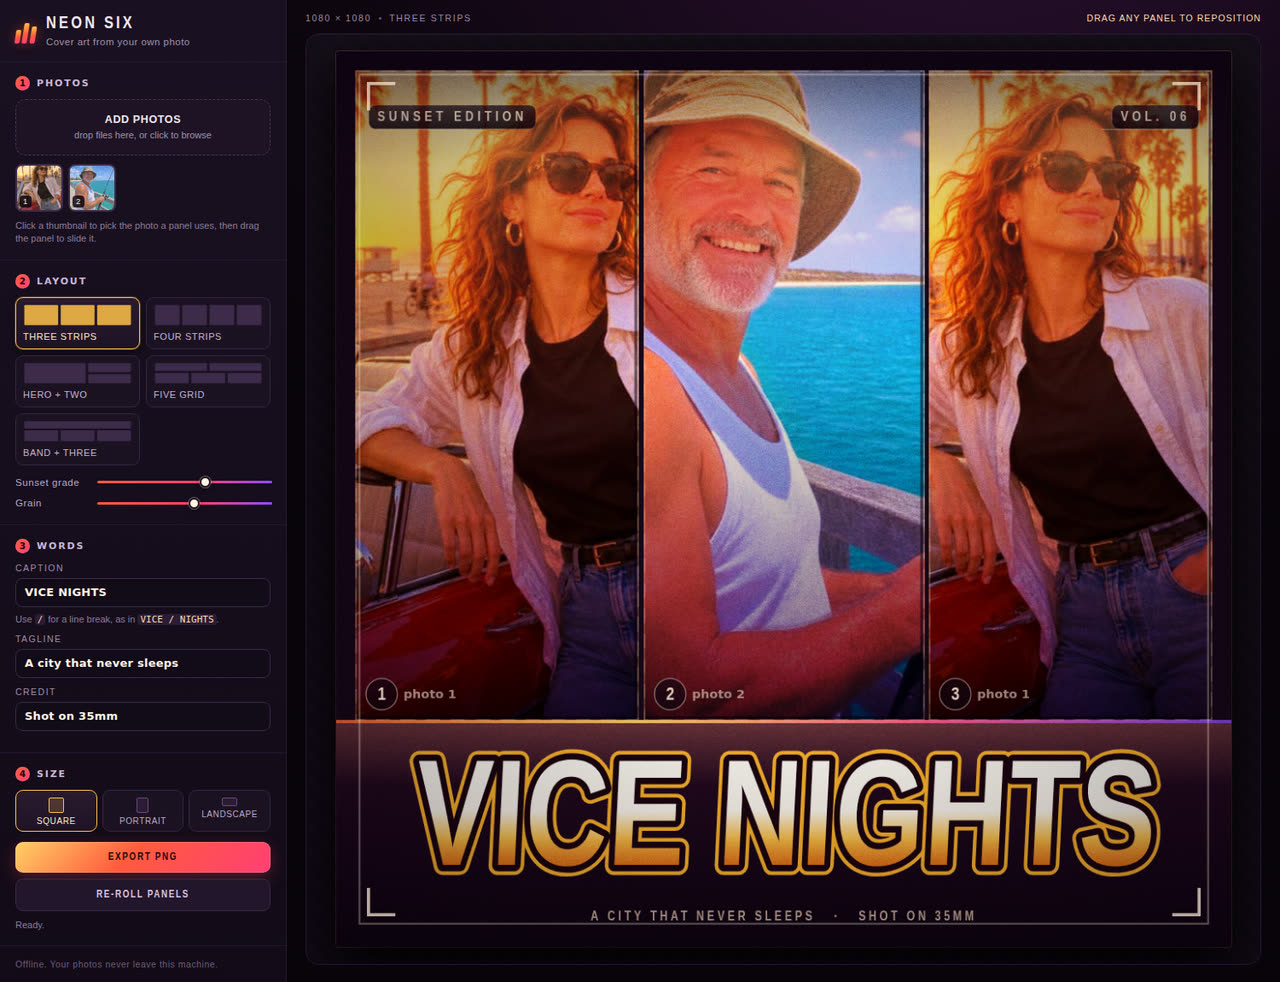 NEON SIX
Cover art from your own photo
1 PHOTOS
ADD PHOTOS
drop files here, or click to browse
1 2
Click a thumbnail to pick the photo a panel uses, then drag
the panel to slide it.
2 LAYOUT
THREE STRIPS
FOUR STRIPS
HERO + TWO
FIVE GRID
BAND + THREE
Sunset grade
Grain
3 WORDS
CAPTION
VICE NIGHTS
Use / for a line break, as in VICE / NIGHTS.
TAGLINE
A city that never sleeps
CREDIT
Shot on 35mm
4 SIZE
SQUARE
PORTRAIT
LANDSCAPE
EXPORT PNG
RE-ROLL PANELS
Ready.
Offline. Your photos never leave this machine.
1080 × 1080 • THREE STRIPS
DRAG ANY PANEL TO REPOSITION
SUNSET EDITION
VOL. 06
1 photo 1
2 photo 2
3 photo 1
VICE NIGHTS
A CITY THAT NEVER SLEEPS · SHOT ON 35MM